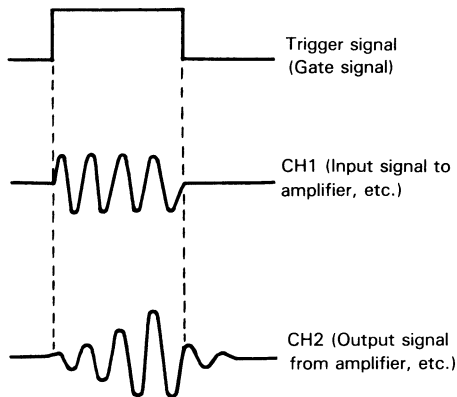 Trigger signal
(Gate signal)
CH1 (Input signal to
amplifier, etc.)
CH2 (Output signal
from amplifier, etc.)